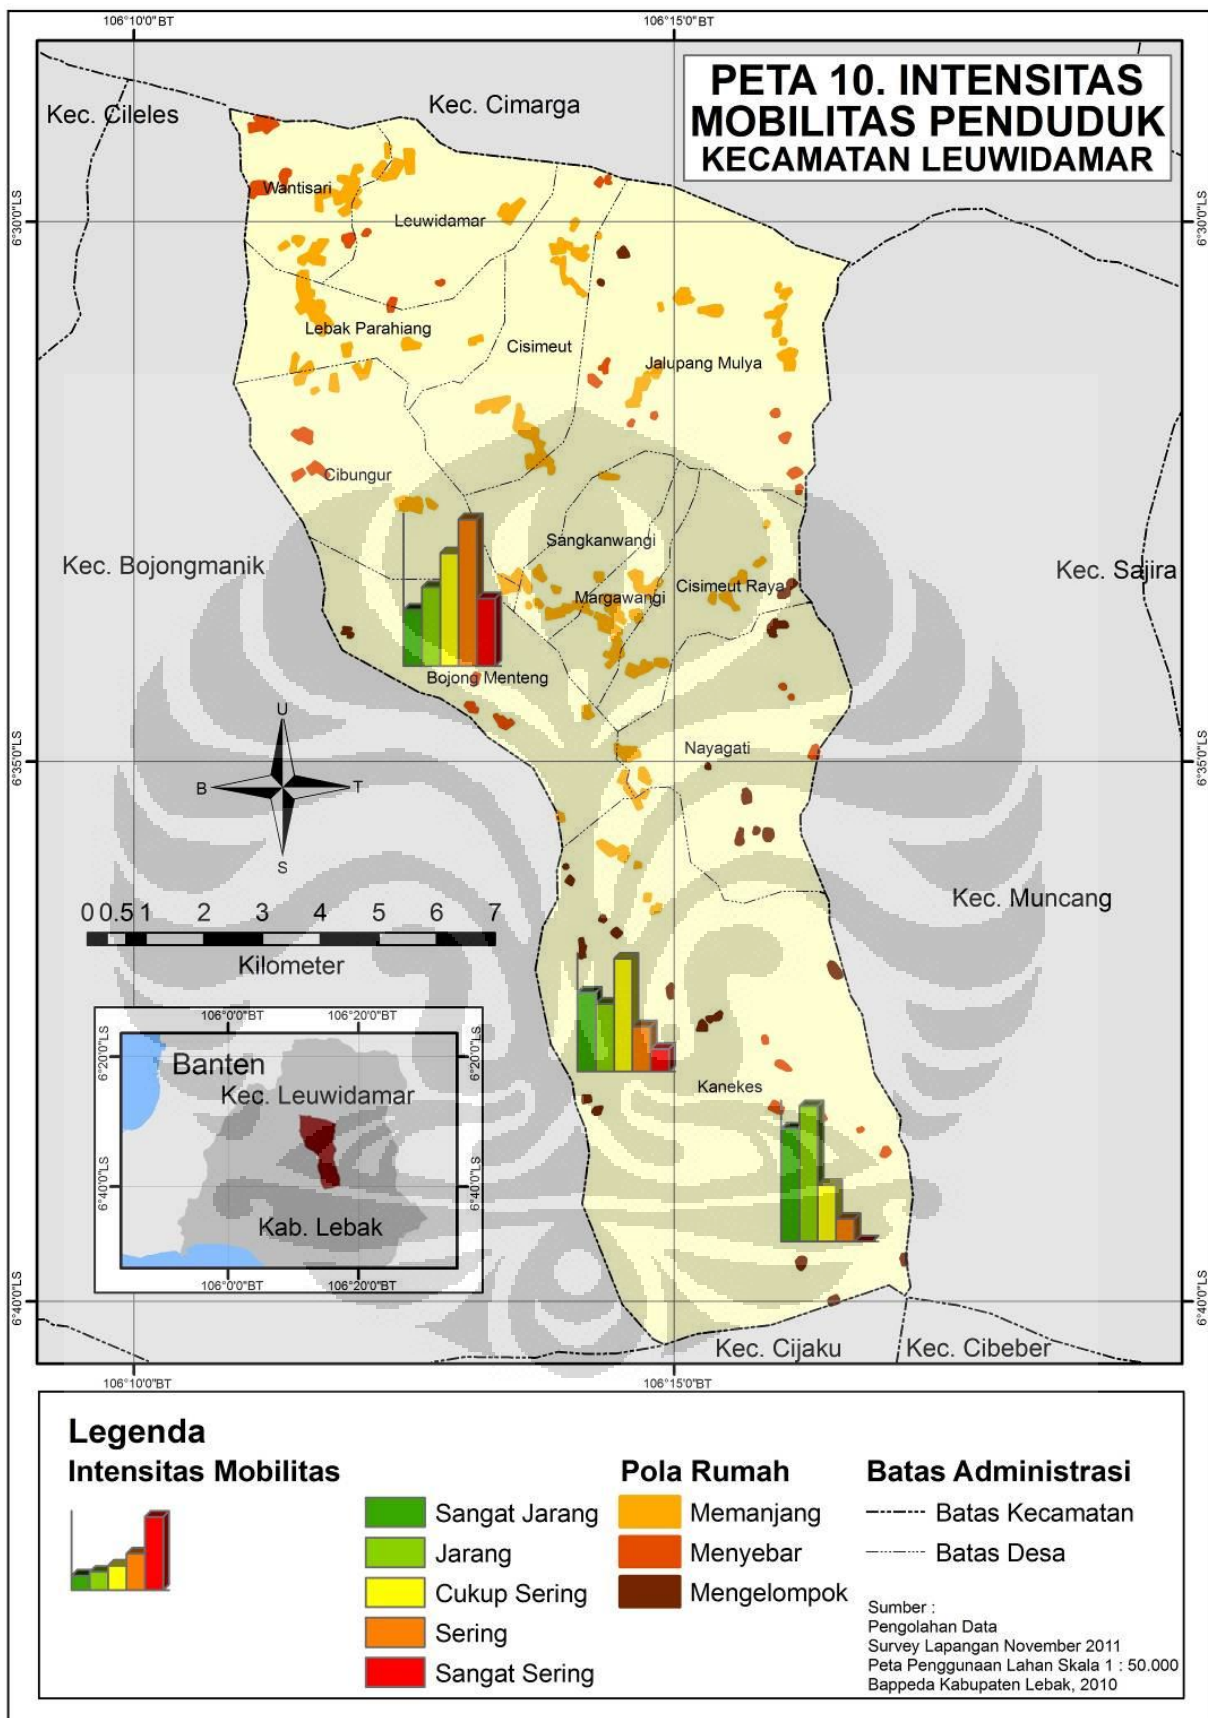 106°10'0"BT
106°15'0"BT
PETA 10. INTENSITAS
MOBILITAS PENDUDUK
KECAMATAN LEUWIDAMAR
Kec. Cileles
Kec. Cimarga
Wantisari
Leuwidamar
6°30'0"LS
6°30'0"LS
Lebak Parahiang
Cisimeut
Jalupang Mulya
Cibungur
Sangkanwangi
Kec. Bojongmanik
Kec. Sajira
Cisimeut Raya
Margawangi
Bojong Menteng
U
B
T
S
Nayagati
6°35'0"LS
6°35'0"LS
Kec. Muncang
0 0.5 1 2 3 4 5 6 7
Kilometer
106°0'0"BT
106°20'0"BT
6°20'0"LS
6°20'0"LS
Banten
Kec. Leuwidamar
Kab. Lebak
6°40'0"LS
6°40'0"LS
106°0'0"BT
106°20'0"BT
Kanekes
6°40'0"LS
6°40'0"LS
Kec. Cijaku
Kec. Cibeber
106°10'0"BT
106°15'0"BT
Legenda
Intensitas Mobilitas
Sangat Jarang
Jarang
Cukup Sering
Sering
Sangat Sering
Pola Rumah
Memanjang
Menyebar
Mengelompok
Batas Administrasi
Batas Kecamatan
Batas Desa
Sumber :
Pengolahan Data
Survey Lapangan November 2011
Peta Penggunaan Lahan Skala 1 : 50.000
Bappeda Kabupaten Lebak, 2010